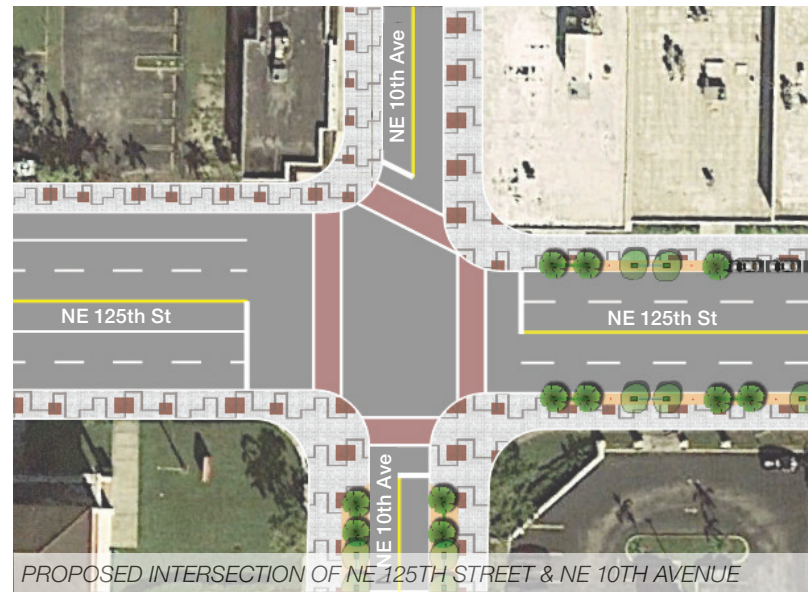 NE 10th Ave
NE 125th St
NE 125th St
NE 10th Ave
PROPOSED INTERSECTION OF NE 125TH STREET & NE 10TH AVENUE